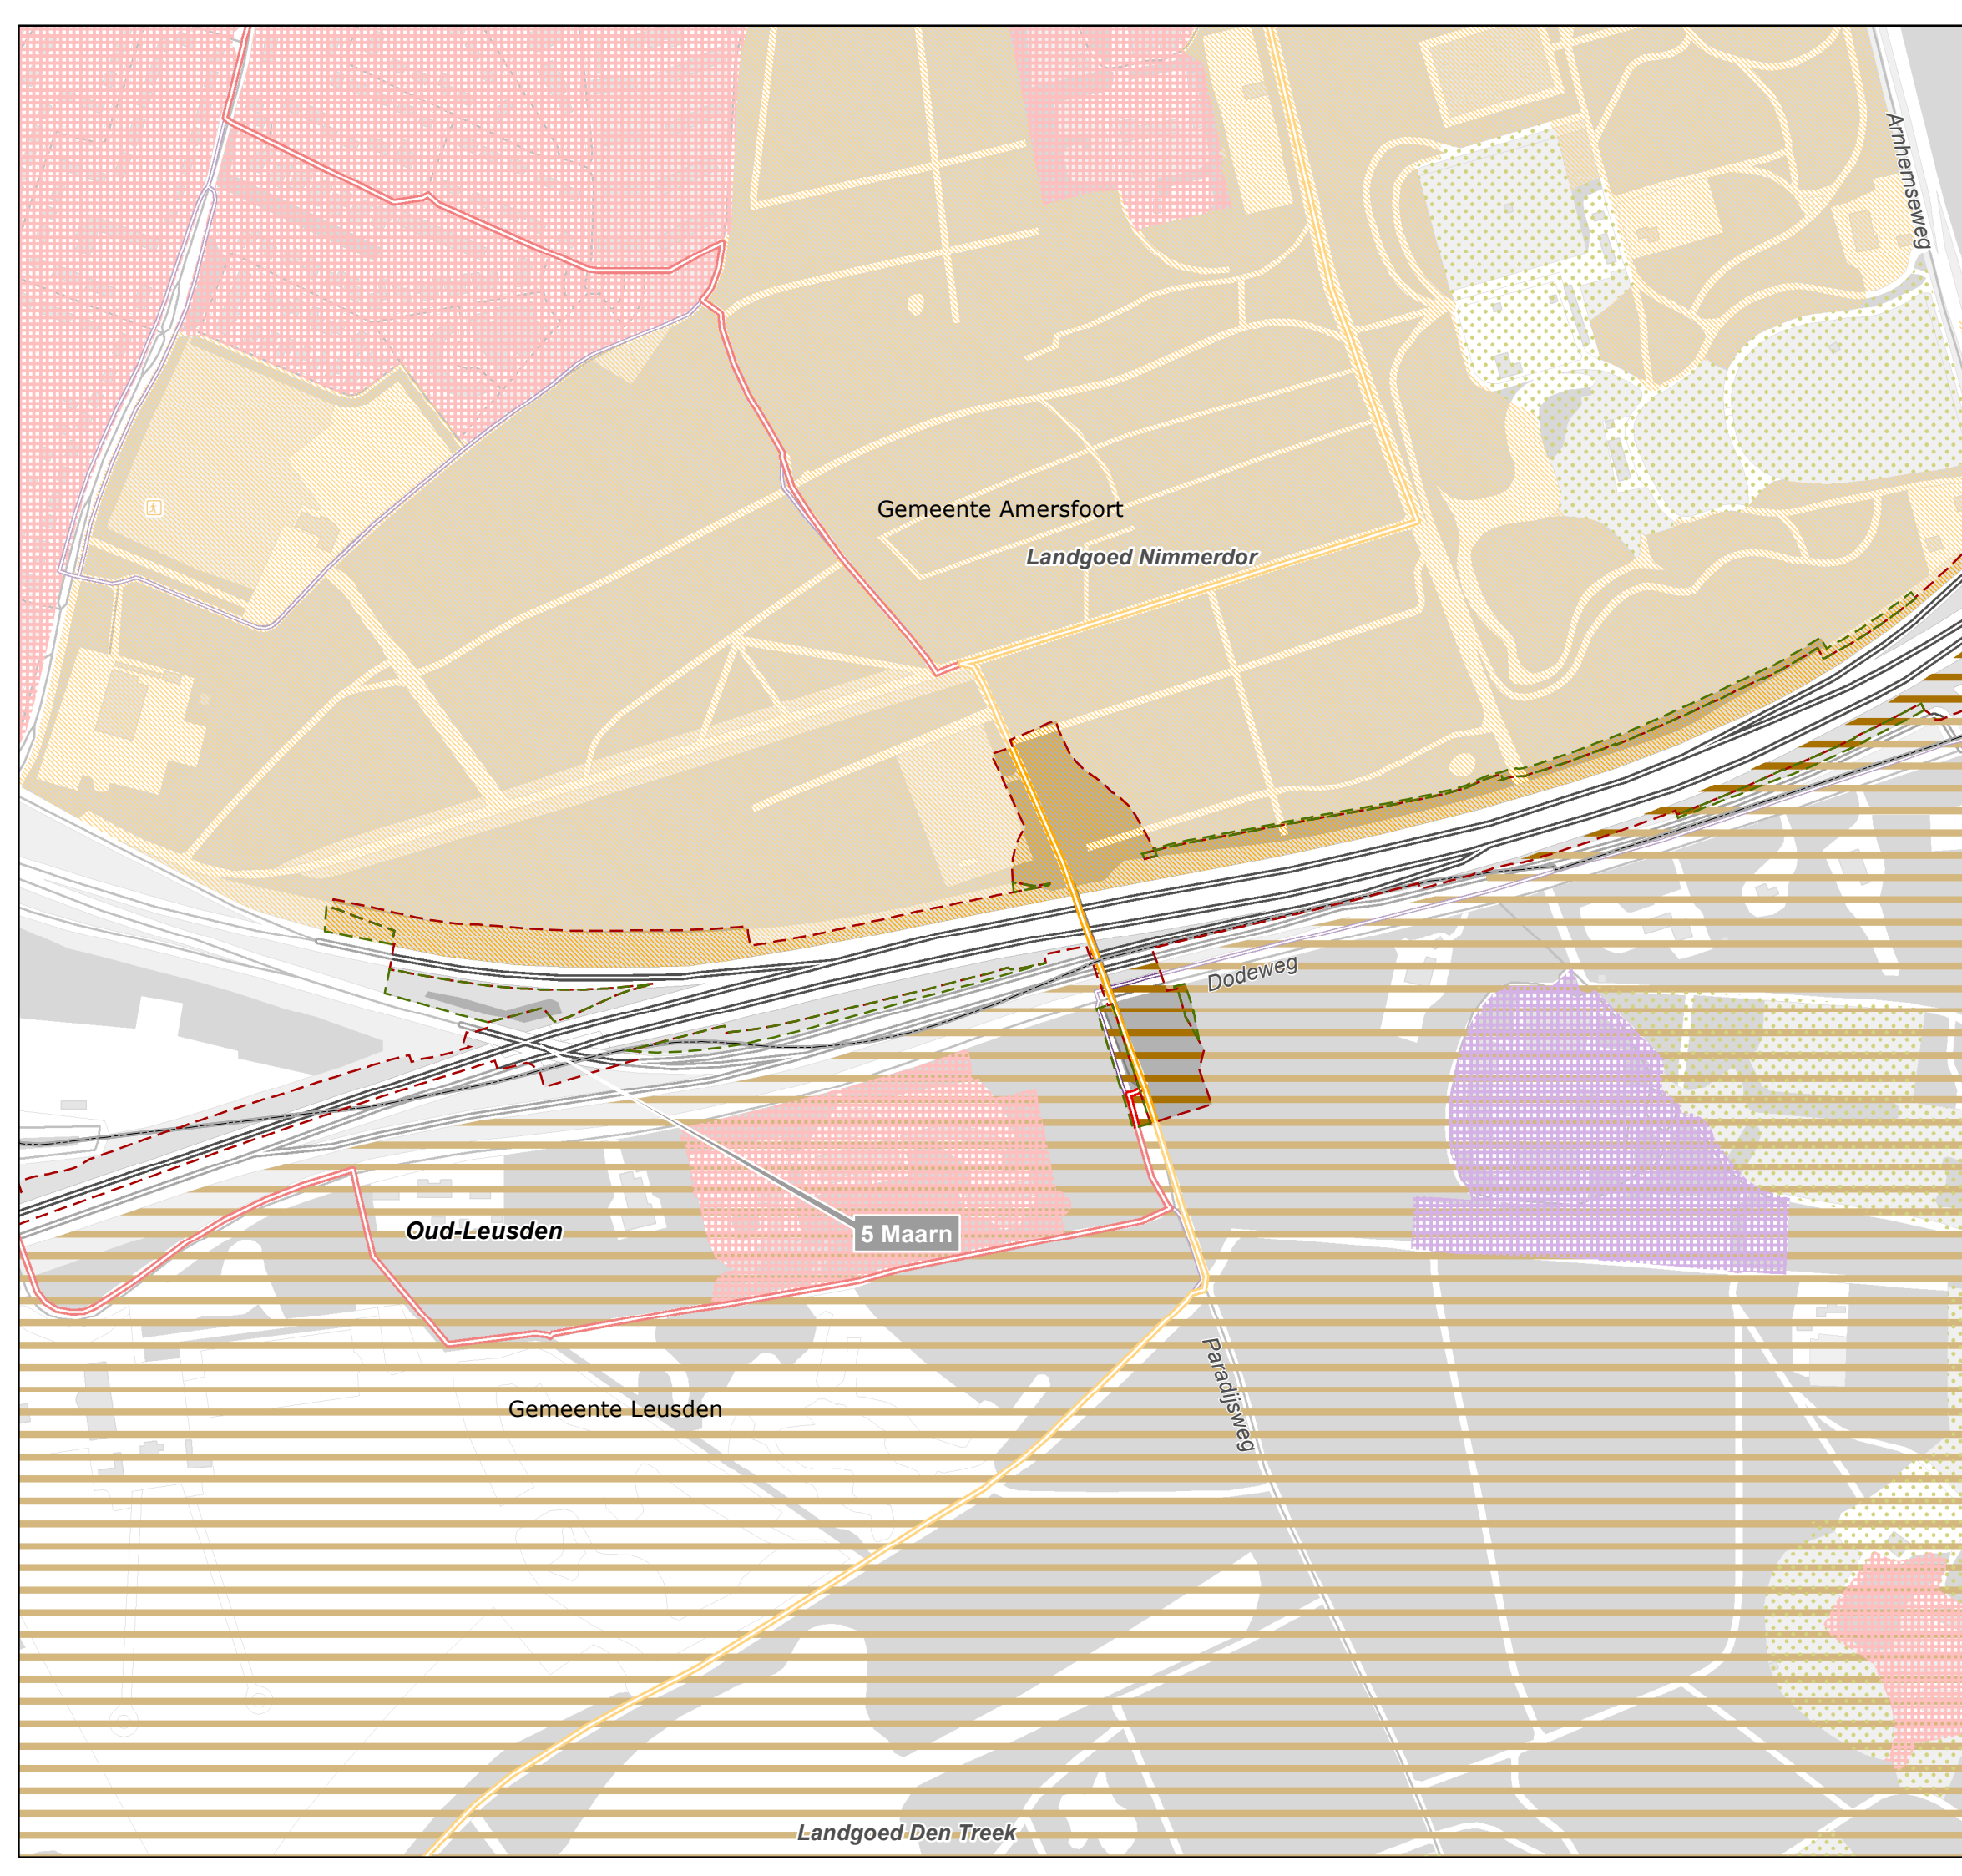 Arnhemseweg
Gemeente Amersfoort
Landgoed Nimmerdor
Dodeweg
Oud-Leusden
5 Maarn
Paradijsweg
Gemeente Leusden
Landgoed Den Treek